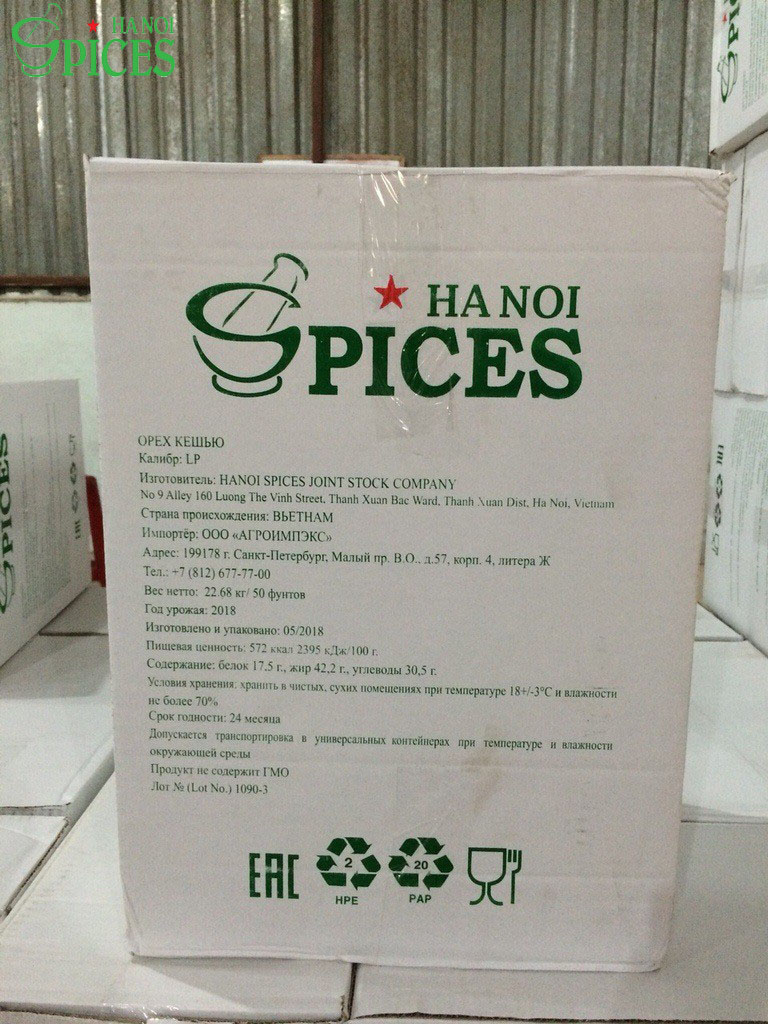 HA NOI
SPICES
HA NOI
SPICES
ОРЕХ КЕШЬЮ
Калибр: LP
Изготовитель: HANOI SPICES JOINT STOCK COMPANY
No 9 Alley 160 Luong The Vinh Street, Thanh Xuan Bac Ward, Thanh Xuan Dist, Ha Noi, Vietnam
Страна происхождения: ВЬЕТНАМ
Импортёр: ООО «АГРОИМПЭКС»
Адрес: 199178 г. Санкт-Петербург, Малый пр. В.О., д.57, корп. 4, литера Ж
Тел.: +7 (812) 677-77-00
Вес нетто: 22.68 кг/ 50 фунтов
Год урожая: 2018
Изготовлено и упаковано: 05/2018
Пищевая ценность: 572 ккал 2395 кДж/100 г.
Содержание: белок 17.5 г., жир 42,2 г., углеводы 30,5 г.
Условия хранения: хранить в чистых, сухих помещениях при температуре 18+/-3°С и влажности
не более 70%
Срок годности: 24 месяца
Допускается транспортировка в универсальных контейнерах при температуре и влажности
окружающей среды
Продукт не содержит ГМО
Лот № (Lot No.) 1090-3
EAC
2
HPE
20
PAP
SPICES
EAC